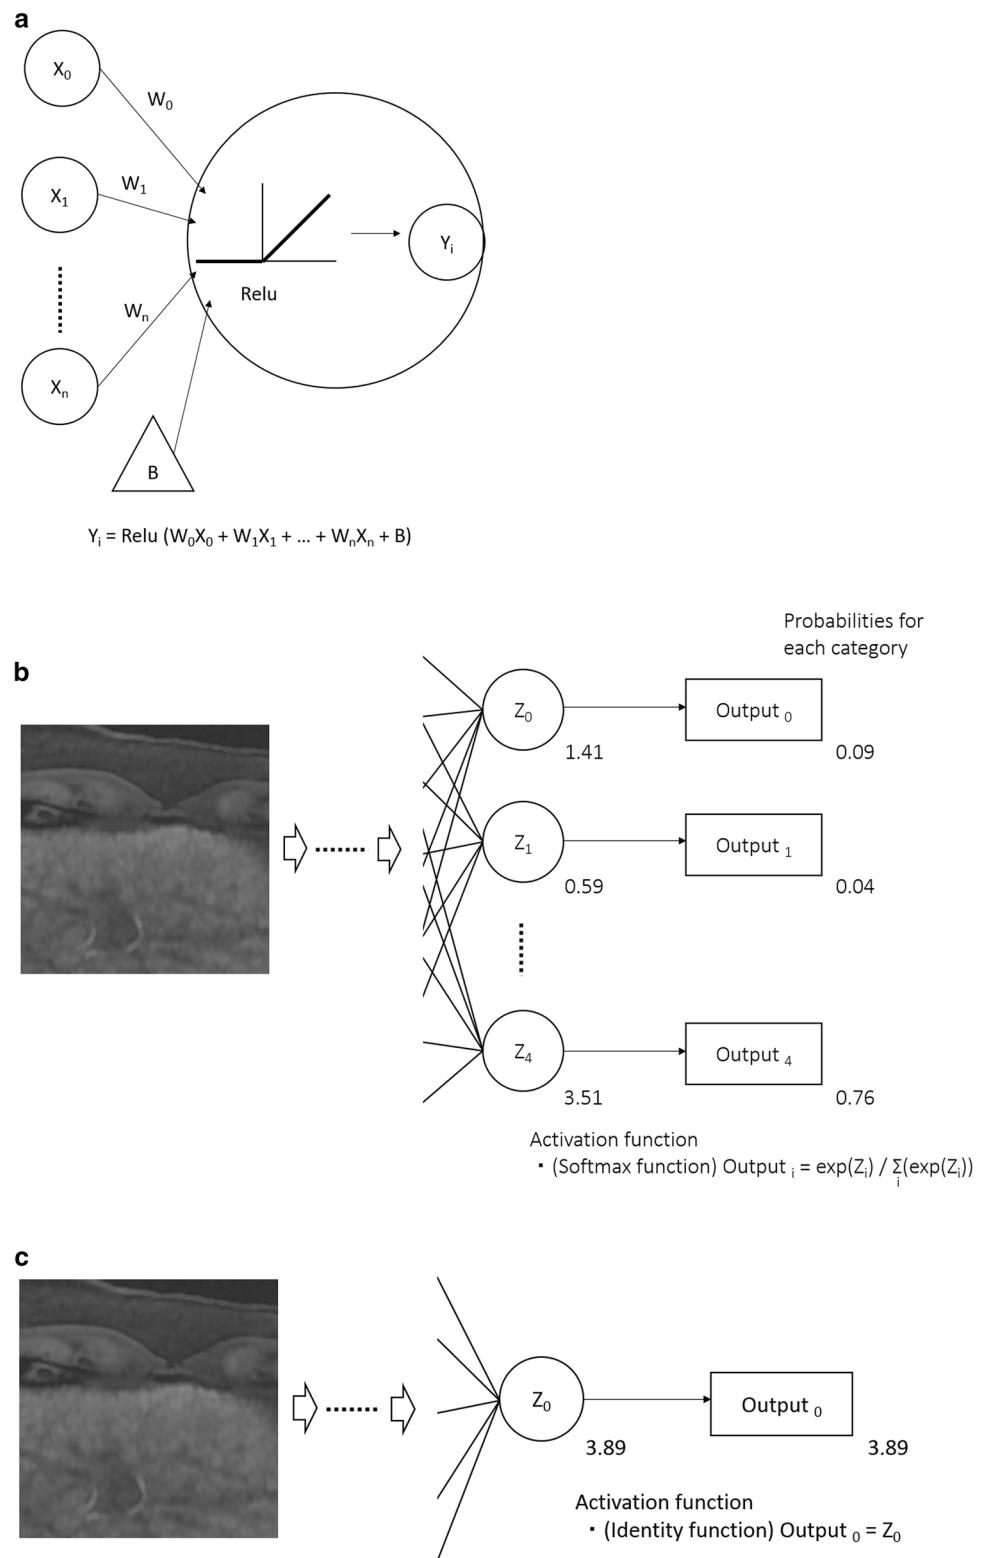 a
X0
W0
X1
W1
Yi
Relu
Wn
Xn
B
Yi = Relu (W0X0 + W1X1 + ... + WnXn + B)
Probabilities for
each category
b
Z0
Output 0
1.41
0.09
Z1
Output 1
0.59
0.04
Z4
Output 4
3.51
0.76
Activation function
・(Softmax function) Output i = exp(Zi) / Σ(exp(Zi))
i
c
Z0
Output 0
3.89
3.89
Activation function
・(Identity function) Output 0 = Z0